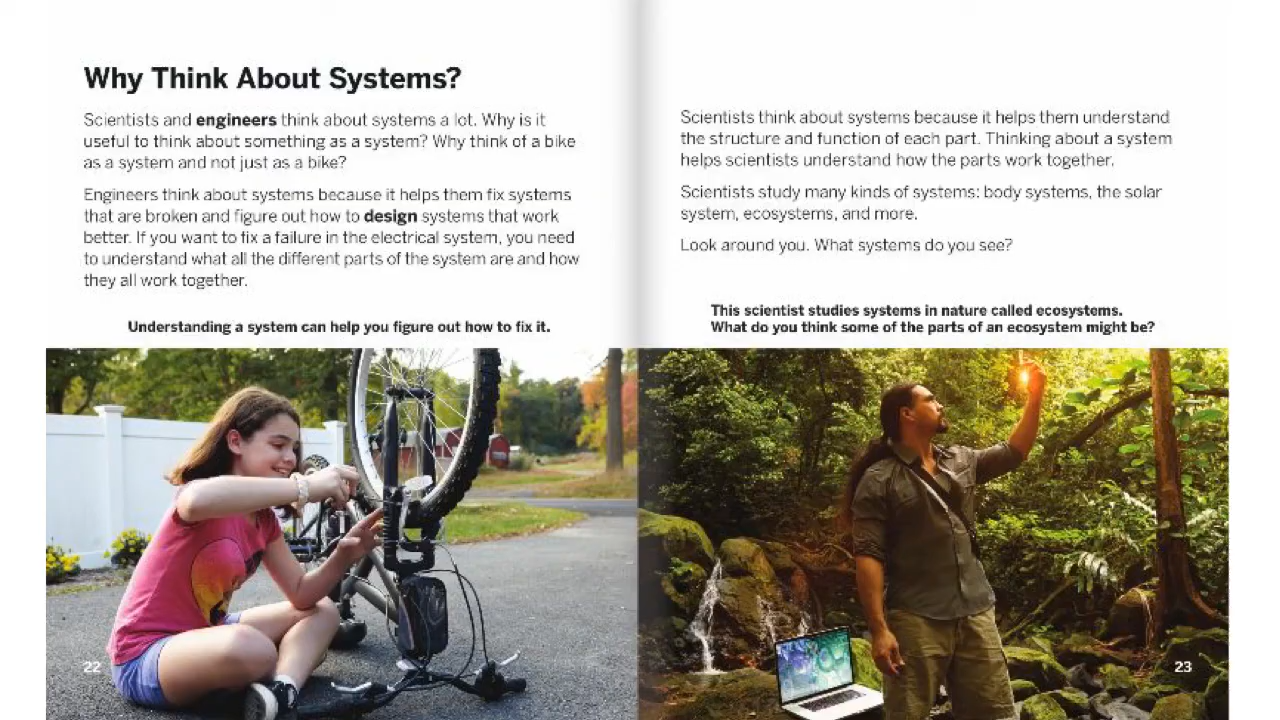 Why Think About Systems?
Scientists and engineers think about systems a lot. Why is it
useful to think about something as a system? Why think of a bike
as a system and not just as a bike?
Engineers think about systems because it helps them fix systems
that are broken and figure out how to design systems that work
better. If you want to fix a failure in the electrical system, you need
to understand what all the different parts of the system are and how
they all work together.
Understanding a system can help you figure out how to fix it.
22
Scientists think about systems because it helps them understand
the structure and function of each part. Thinking about a system
helps scientists understand how the parts work together.
Scientists study many kinds of systems: body systems, the solar
system, ecosystems, and more.
Look around you. What systems do you see?
This scientist studies systems in nature called ecosystems.
What do you think some of the parts of an ecosystem might be?
23